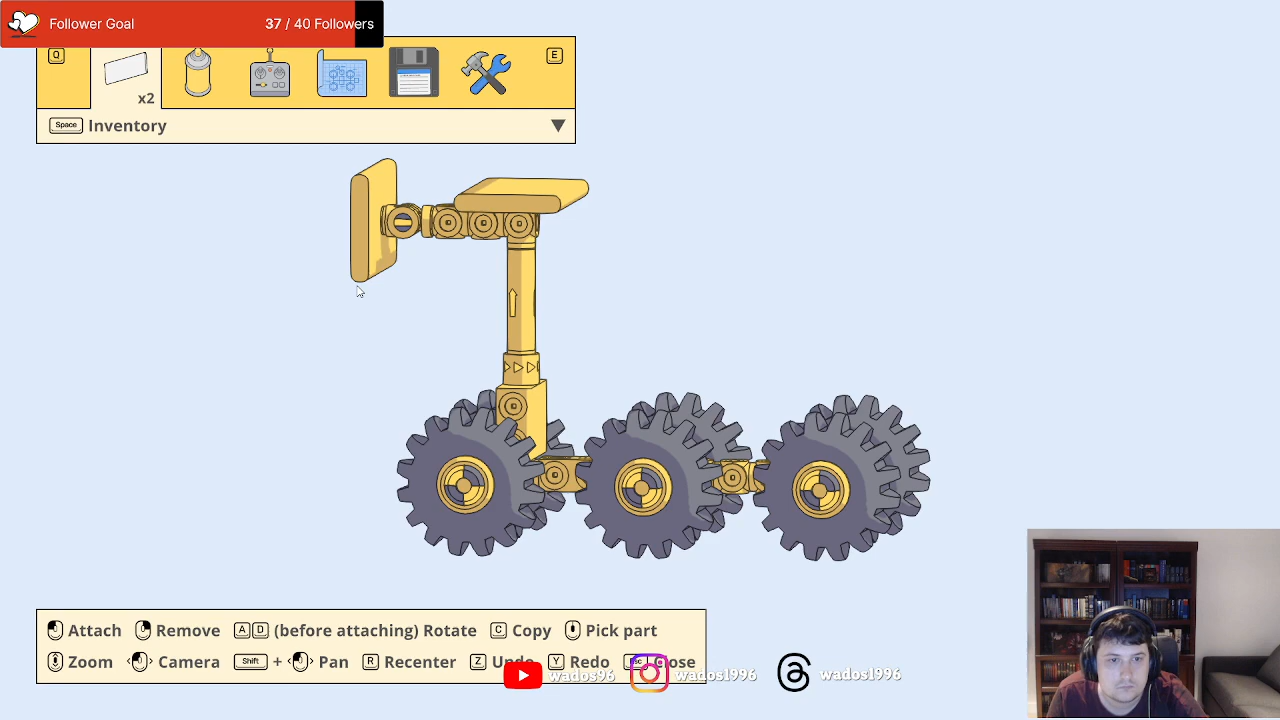 Follower Goal 37 / 40 Followers
Q
E
x2
Space Inventory
Attach Remove A D (before attaching) Rotate C Copy Pick part
Zoom Camera Shift + Pan R Recenter Z Undo Y Redo
wados96 wados1996 wados1996